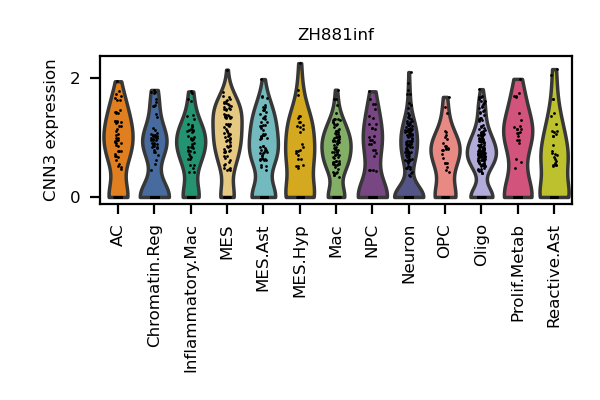 ZH881inf
CNN3 expression
2
0
AC
Chromatin.Reg
Inflammatory.Mac
MES
MES.Ast
MES.Hyp
Mac
NPC
Neuron
OPC
Oligo
Prolif.Metab
Reactive.Ast